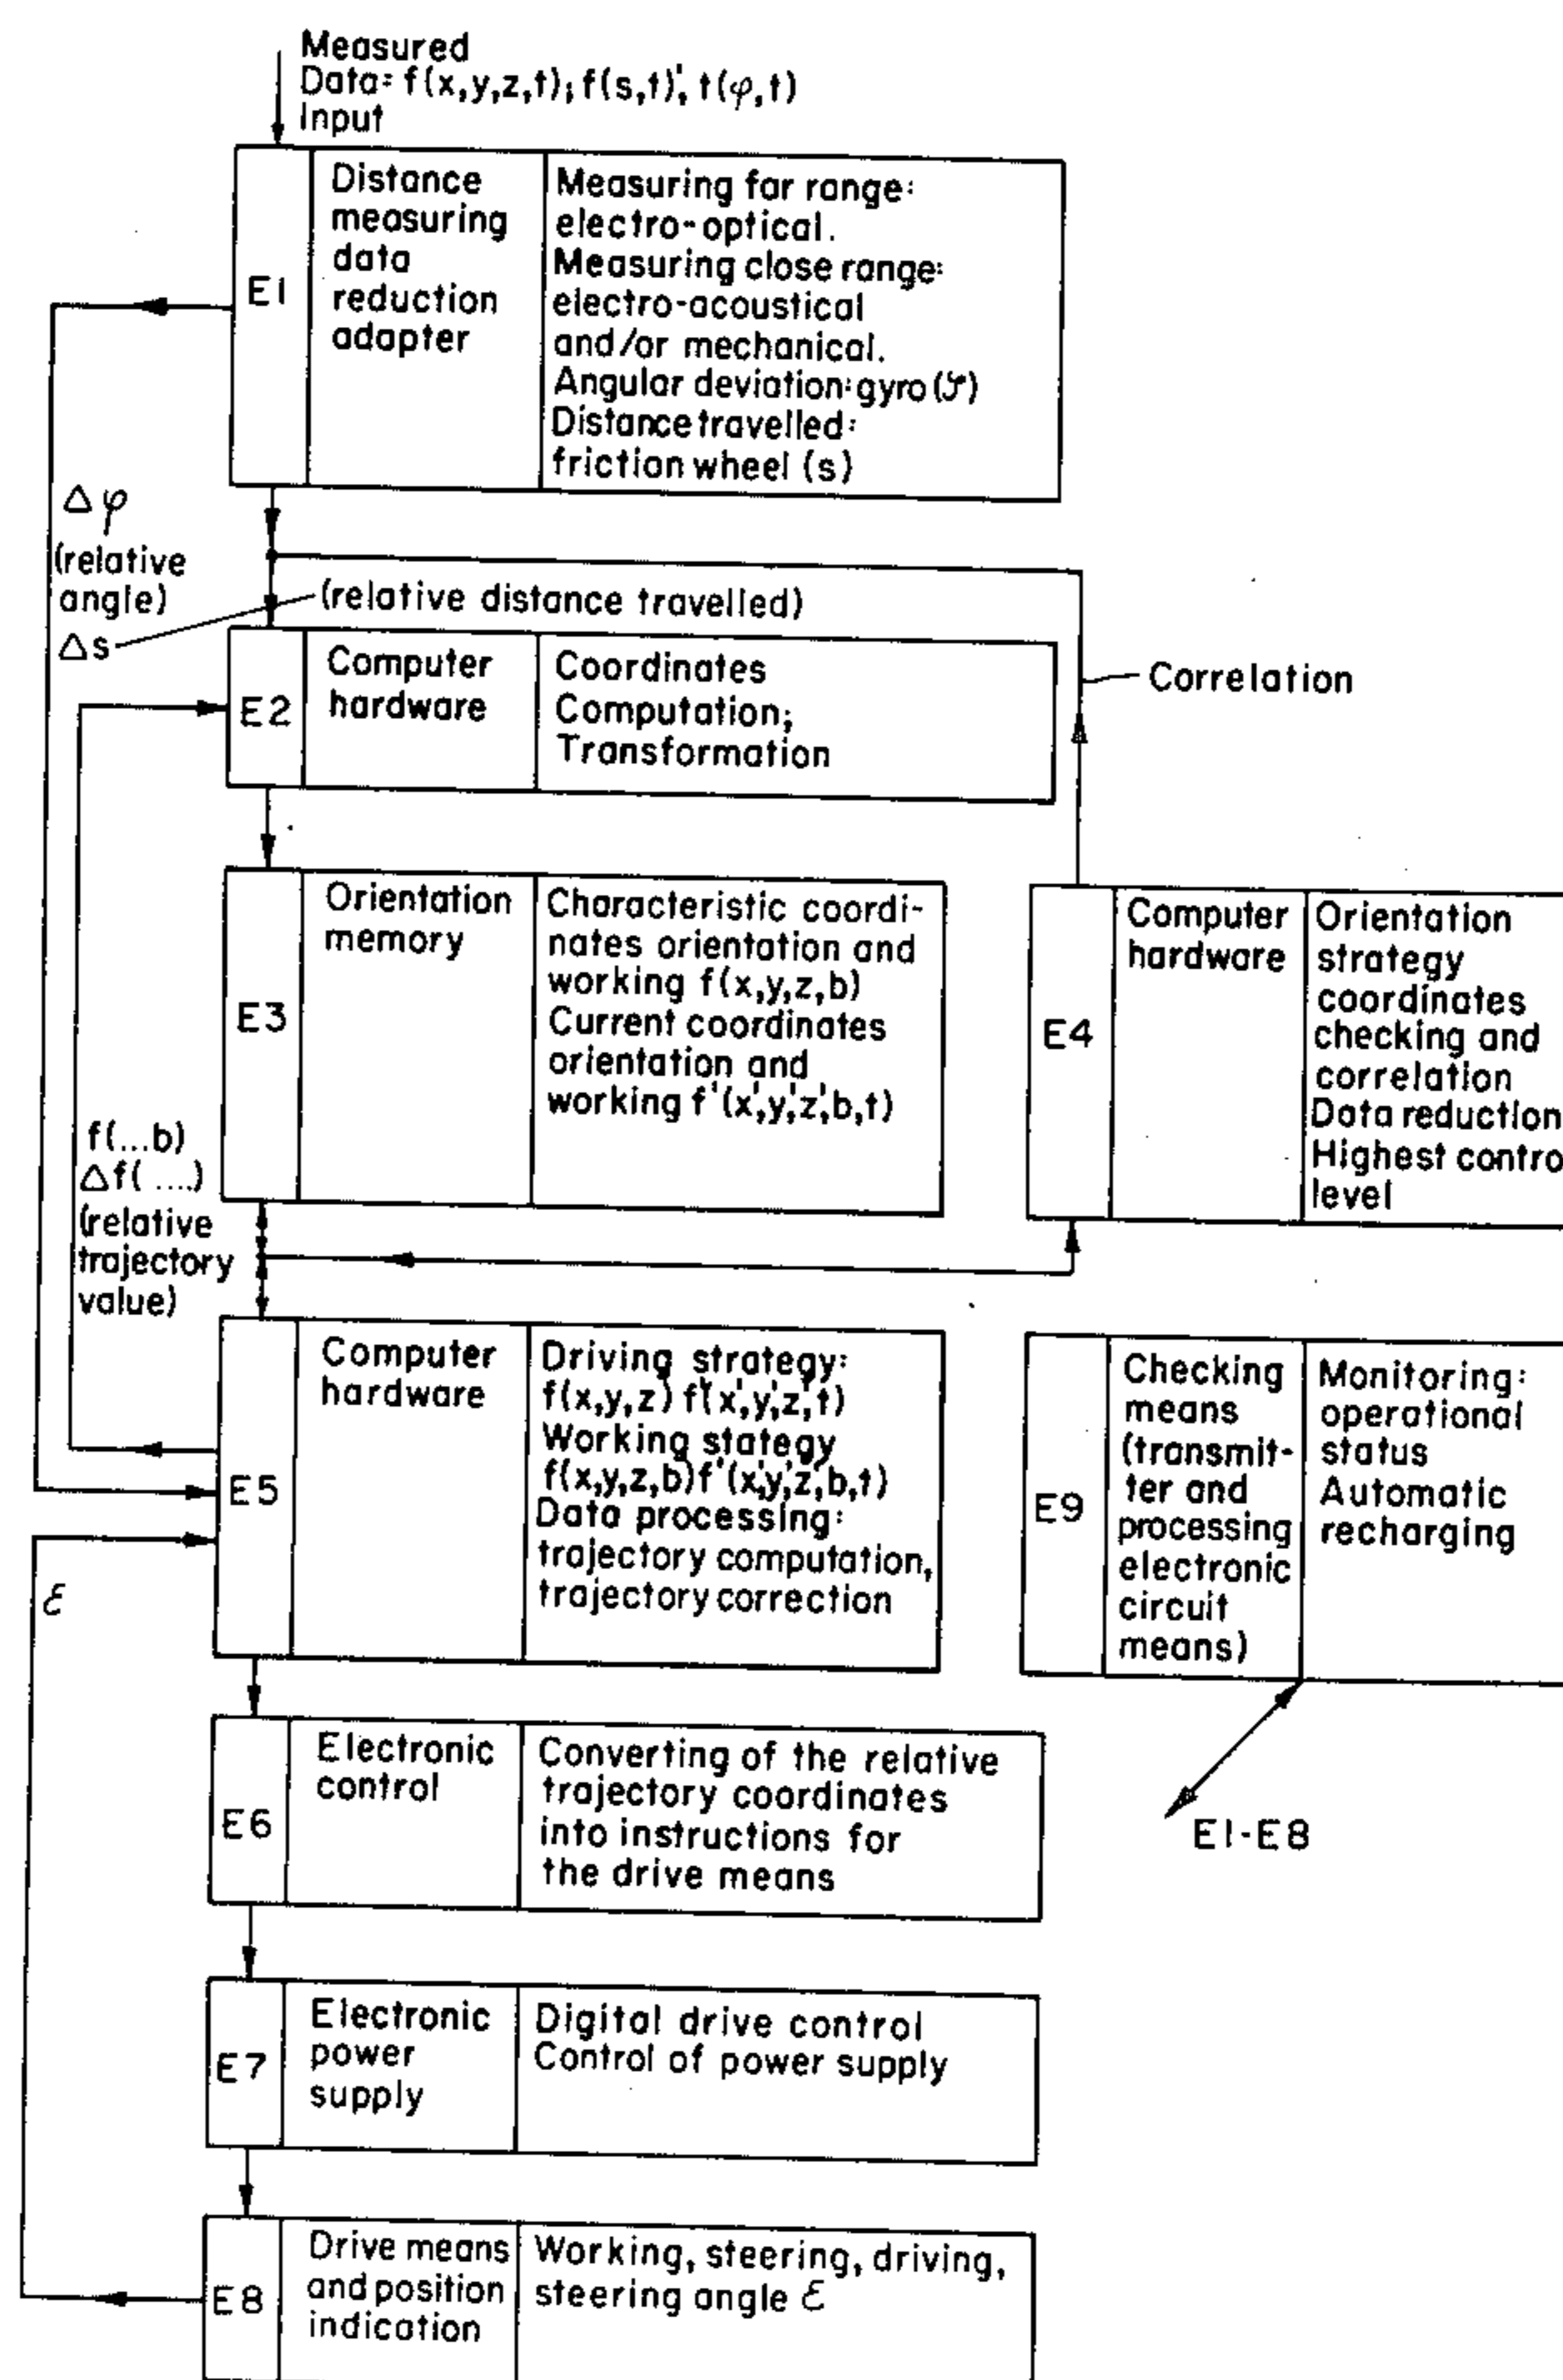 Measured
Data: f(x,y,z,t); f(s,t)'; t(φ,t)
Input
E1
Distance
measuring
data
reduction
adapter
Measuring far range:
electro-optical.
Measuring close range:
electro-acoustical
and/or mechanical.
Angular deviation: gyro (φ)
Distance travelled:
friction wheel (s)
Δφ
(relative
angle)
Δs
(relative distance travelled)
Correlation
E2
Computer
hardware
Coordinates
Computation;
Transformation
E3
Orientation
memory
Characteristic coordi-
nates orientation and
working f(x,y,z,b)
Current coordinates
orientation and
working f'(x',y',z',b,t)
E4
Computer
hardware
Orientation
strategy
coordinates
checking and
correlation
Data reduction
Highest contro
level
f(...b)
Δf(....)
(relative
trajectory
value)
E5
Computer
hardware
Driving strategy:
f(x,y,z) f'(x',y',z',t)
Working stategy
f(x,y,z,b)f'(x',y',z',b,t)
Data processing:
trajectory computation,
trajectory correction
E9
Checking
means
(transmit-
ter and
processing
electronic
circuit
means)
Monitoring:
operational
status
Automatic
recharging
E1-E8
ε
E6
Electronic
control
Converting of the relative
trajectory coordinates
into instructions for
the drive means
E7
Electronic
power
supply
Digital drive control
Control of power supply
E8
Drive means
and position
indication
Working, steering, driving,
steering angle ε